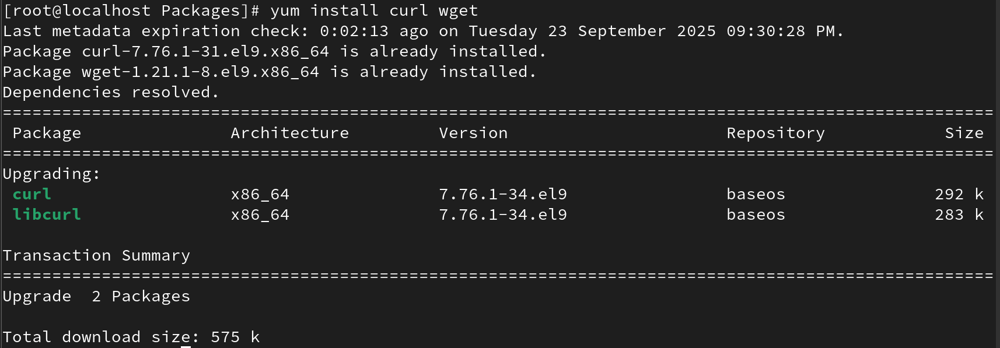 [root@localhost Packages]# yum install curl wget
Last metadata expiration check: 0:02:13 ago on Tuesday 23 September 2025 09:30:28 PM.
Package curl-7.76.1-31.el9.x86_64 is already installed.
Package wget-1.21.1-8.el9.x86_64 is already installed.
Dependencies resolved.
====================================================================================================
 Package               Architecture         Version                      Repository            Size
====================================================================================================
Upgrading:
 curl                  x86_64               7.76.1-34.el9                baseos               292 k
 libcurl               x86_64               7.76.1-34.el9                baseos               283 k
Transaction Summary
====================================================================================================
Upgrade  2 Packages
Total download size: 575 k